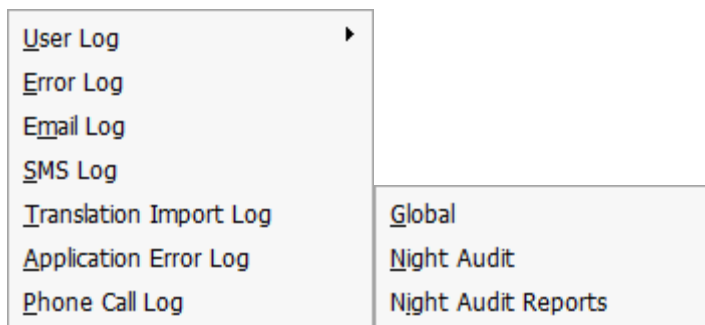 User Log
Error Log
Email Log
SMS Log
Translation Import Log
Application Error Log
Phone Call Log
Global
Night Audit
Night Audit Reports